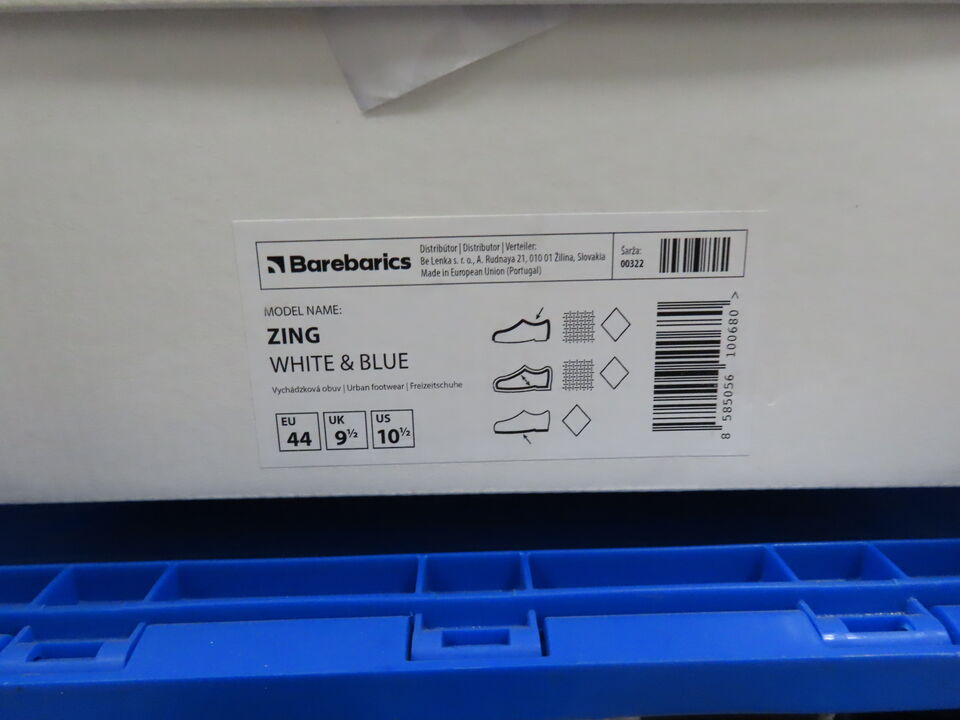 Barebarics
Distribútor | Distributor | Verteiler:
Be Lenka s. r. o., A. Rudnaya 21, 010 01 Žilina, Slovakia
Made in European Union (Portugal)
Šarža:
00322
MODEL NAME:
ZING
WHITE & BLUE
Vychádzková obuv | Urban footwear | Freizeitschuhe
EU
44
UK
9½
US
10½
8 585056 100680 >